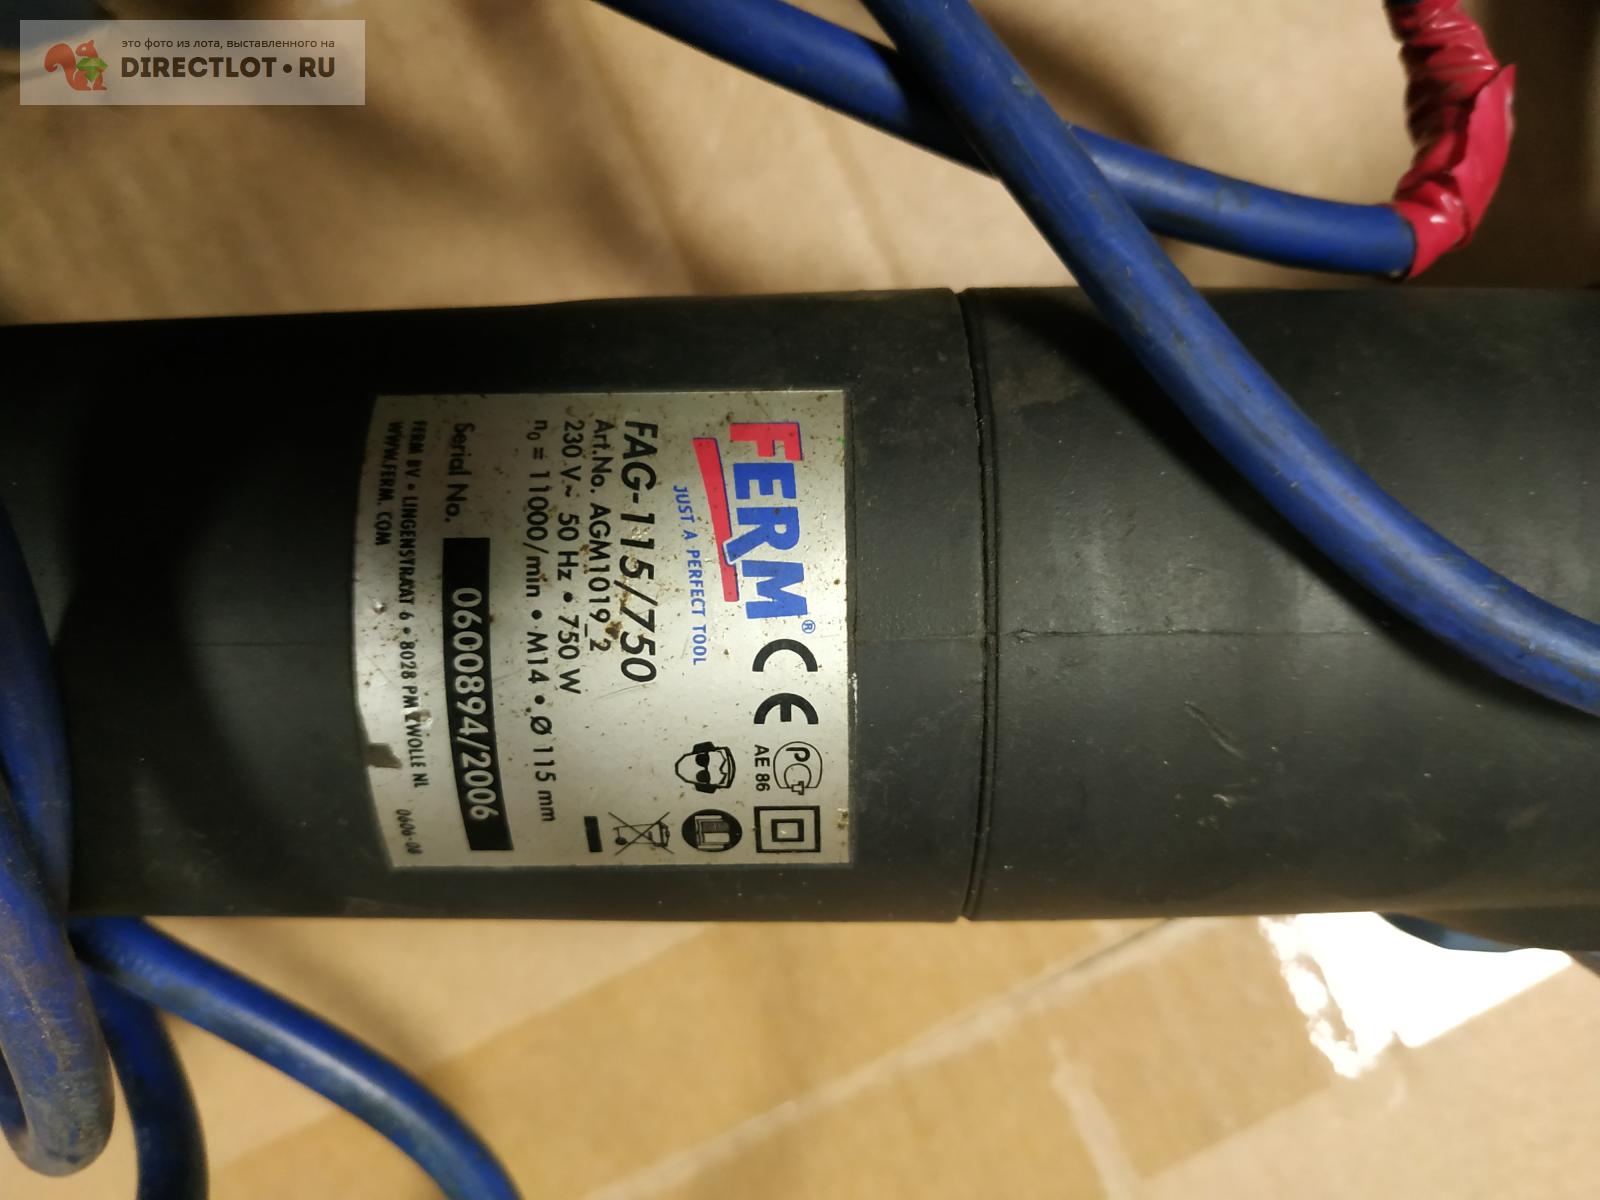 это фото из лота, выставленного на
DIRECTLOT•RU
FERM®
JUST A PERFECT TOOL
CE
PC
AE 86
FAG-115/750
Art.No. AGM1019_2
230 V~ 50 Hz • 750 W
n0 = 11000/min • M14 • Ø 115 mm
Serial No. 0600894/2006
FERM BV • LINGENSTRAAT 6 • 8028 PM ZWOLLE NL
WWW.FERM.COM
0606-08